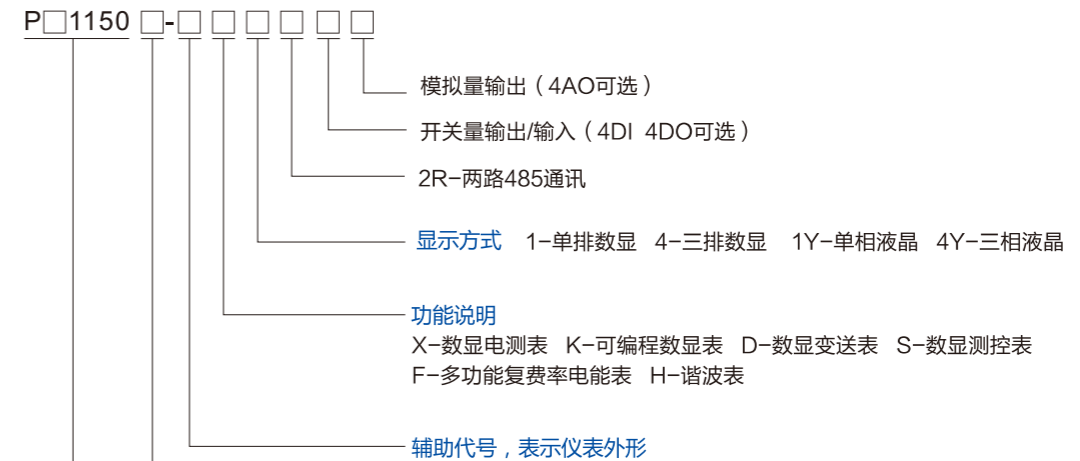 P□1150 □-□ □ □ □ □ □
模拟量输出（4AO可选）
开关量输出/输入（4DI 4DO可选）
2R-两路485通讯
显示方式 1-单排数显 4-三排数显 1Y-单相液晶 4Y-三相液晶
功能说明
X-数显电测表 K-可编程数显表 D-数显变送表 S-数显测控表
F-多功能复费率电能表 H-谐波表
辅助代号，表示仪表外形